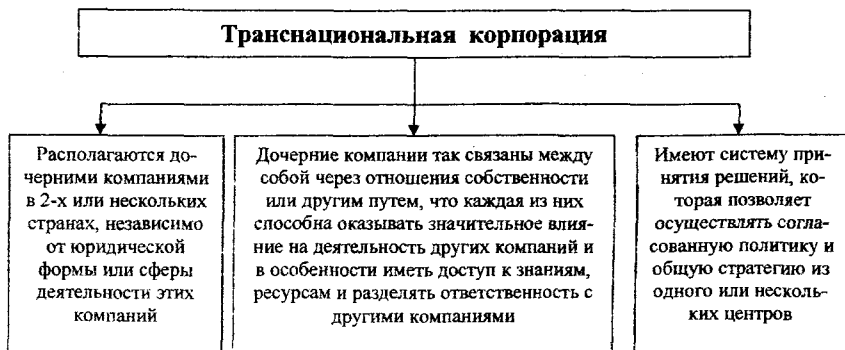 Транснациональная корпорация
Располагаются до-
черними компаниями
в 2-х или нескольких
странах, независимо
от юридической
формы или сферы
деятельности этих
компаний
Дочерние компании так связаны между
собой через отношения собственности
или другим путем, что каждая из них
способна оказывать значительное влия-
ние на деятельность других компаний и
в особенности иметь доступ к знаниям,
ресурсам и разделять ответственность с
другими компаниями
Имеют систему при-
нятия решений, ко-
торая позволяет
осуществлять согла-
сованную политику и
общую стратегию из
одного или несколь-
ких центров